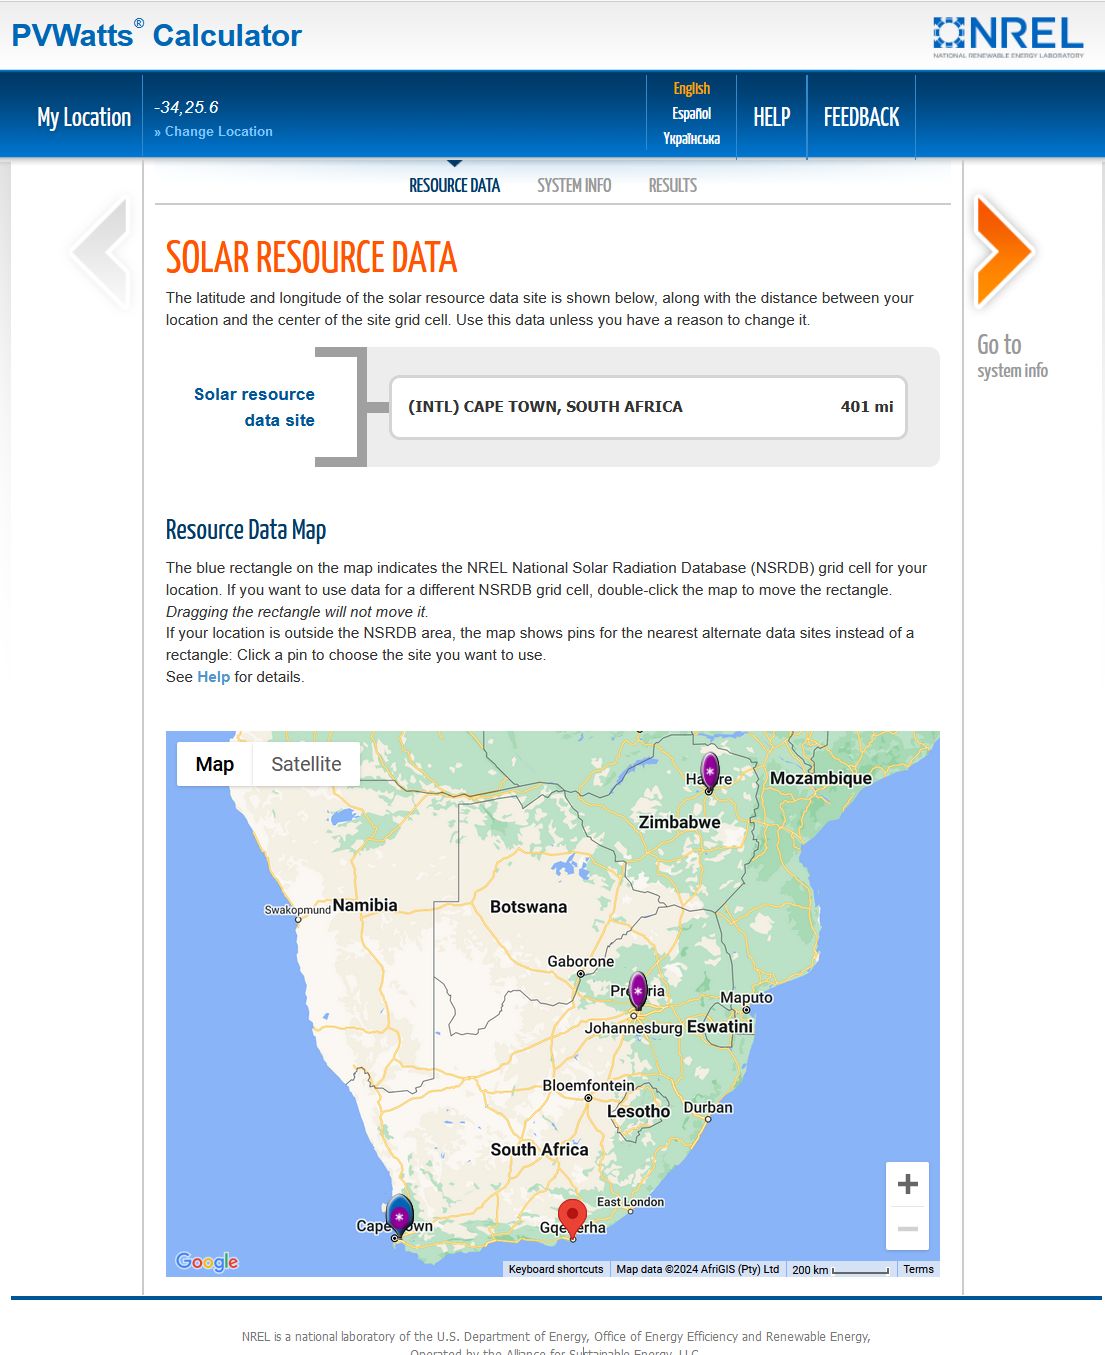 PVWatts® Calculator
NREL
NATIONAL RENEWABLE ENERGY LABORATORY
My Location
-34,25.6
» Change Location
English
Español
Українська
HELP
FEEDBACK
RESOURCE DATA
SYSTEM INFO
RESULTS
SOLAR RESOURCE DATA
The latitude and longitude of the solar resource data site is shown below, along with the distance between your
location and the center of the site grid cell. Use this data unless you have a reason to change it.
Go to
system info
Solar resource
data site
(INTL) CAPE TOWN, SOUTH AFRICA 401 mi
Resource Data Map
The blue rectangle on the map indicates the NREL National Solar Radiation Database (NSRDB) grid cell for your
location. If you want to use data for a different NSRDB grid cell, double-click the map to move the rectangle.
Dragging the rectangle will not move it.
If your location is outside the NSRDB area, the map shows pins for the nearest alternate data sites instead of a
rectangle: Click a pin to choose the site you want to use.
See Help for details.
Map
Satellite
Mozambique
Zimbabwe
Swakopmund
Namibia
Botswana
Gaborone
Maputo
Johannesburg
Eswatini
Bloemfontein
Lesotho
Durban
South Africa
East London
Google
Keyboard shortcuts
Map data ©2024 AfriGIS (Pty) Ltd
200 km
Terms
NREL is a national laboratory of the U.S. Department of Energy, Office of Energy Efficiency and Renewable Energy,
Operated by the Alliance for Sustainable Energy, LLC